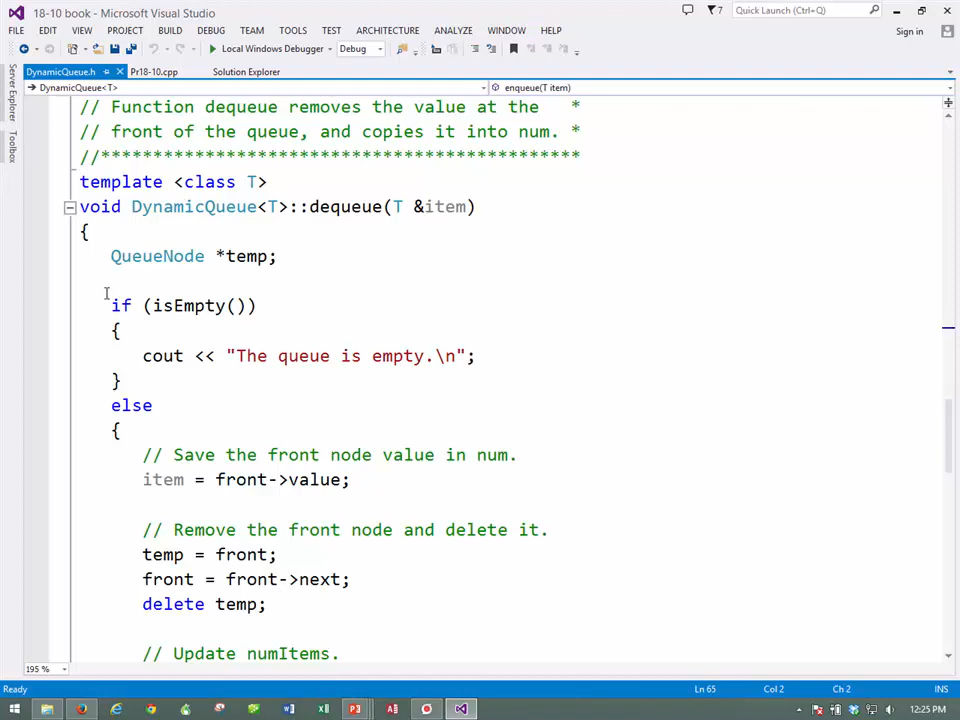 18-10 book - Microsoft Visual Studio
7
Quick Launch (Ctrl+Q)
FILE EDIT VIEW PROJECT BUILD DEBUG TEAM TOOLS TEST ARCHITECTURE ANALYZE WINDOW HELP
Sign in
Local Windows Debugger
Debug
Server Explorer
Toolbox
DynamicQueue.h
Pr18-10.cpp
Solution Explorer
DynamicQueue<T>
enqueue(T item)
// Function dequeue removes the value at the   *
// front of the queue, and copies it into num. *
//**********************************************
template <class T>
void DynamicQueue<T>::dequeue(T &item)
{
QueueNode *temp;
if (isEmpty())
{
cout << "The queue is empty.\n";
}
else
{
// Save the front node value in num.
item = front->value;
// Remove the front node and delete it.
temp = front;
front = front->next;
delete temp;
// Update numItems.
195 %
Ready
Ln 65
Col 2
Ch 2
INS
12:25 PM